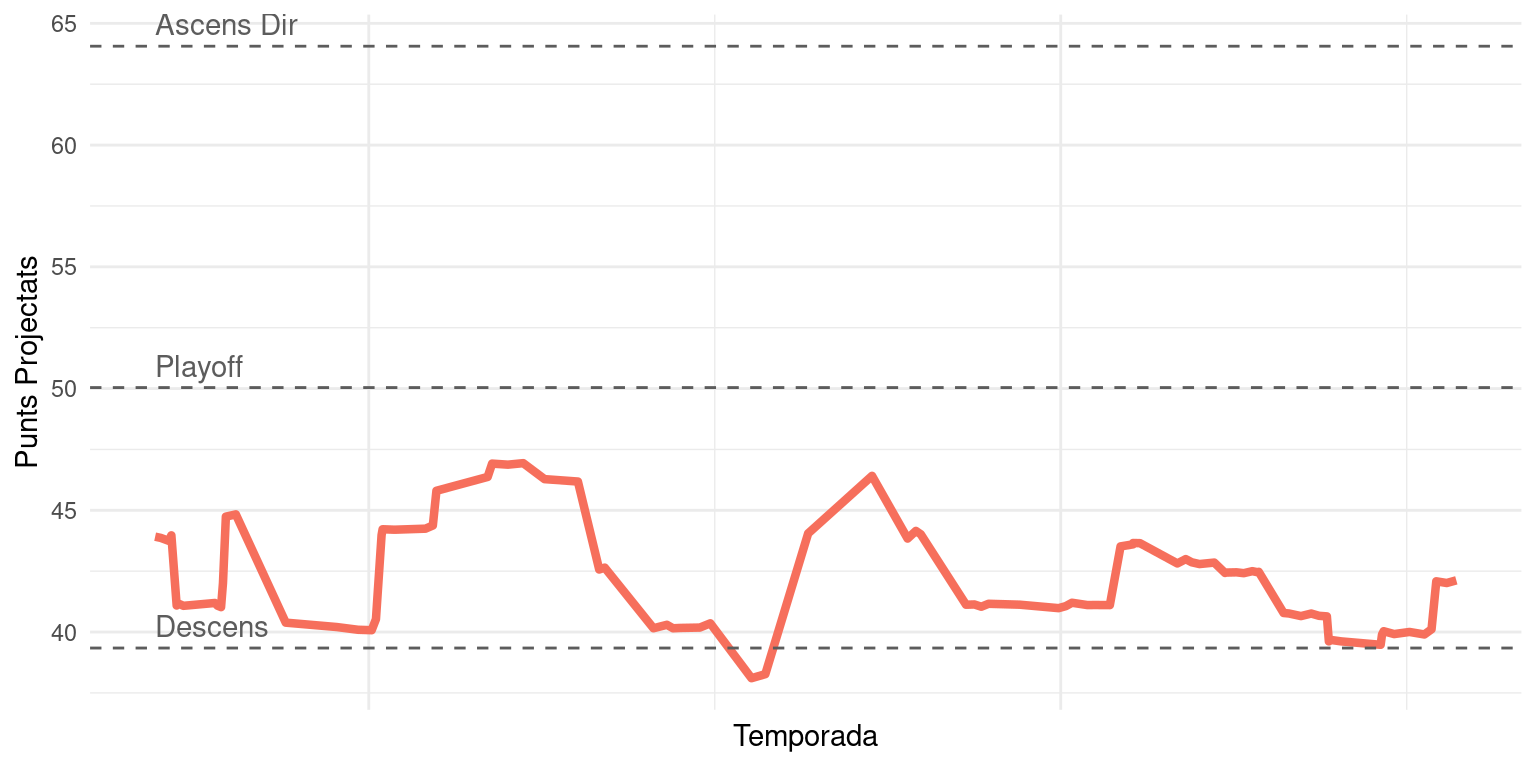 65
Ascens Dir
60
55
Playoff
50
45
Descens
40
Punts Projectats
Temporada